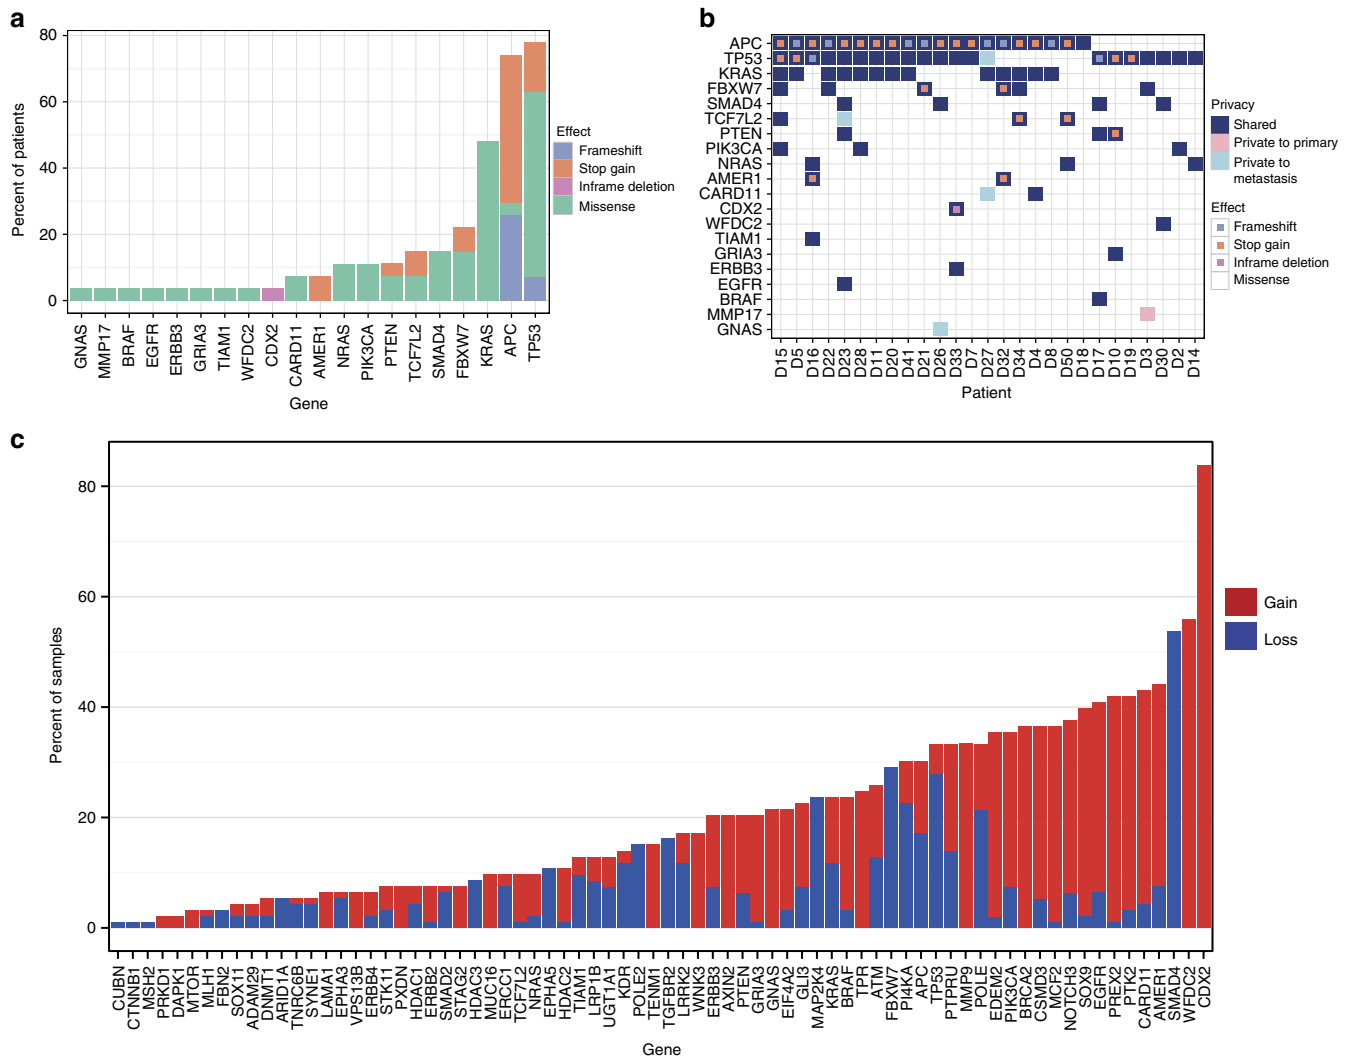 a
80
60
40
20
0
Percent of patients
GNAS
MMP17
BRAF
EGFR
ERBB3
GRIA3
TIAM1
WFDC2
CDX2
CARD11
AMER1
NRAS
PIK3CA
PTEN
TCF7L2
SMAD4
FBXW7
KRAS
APC
TP53
Gene
Effect
Frameshift
Stop gain
Inframe deletion
Missense
b
APC
TP53
KRAS
FBXW7
SMAD4
TCF7L2
PTEN
PIK3CA
NRAS
AMER1
CARD11
CDX2
WFDC2
TIAM1
GRIA3
ERBB3
EGFR
BRAF
MMP17
GNAS
D15
D5
D16
D22
D23
D28
D11
D20
D41
D21
D26
D33
D7
D27
D32
D34
D4
D8
D50
D18
D17
D10
D19
D3
D30
D2
D14
Patient
Privacy
Shared
Private to primary
Private to
metastasis
Effect
Frameshift
Stop gain
Inframe deletion
Missense
c
80
60
40
20
0
Percent of samples
CUBN
CTNNB1
MSH2
PRKD1
DAPK1
MTOR
MLH1
FBN2
SOX11
ADAM29
DNMT1
ARID1A
TNRC6B
SYNE1
LAMA1
EPHA3
VPS13B
ERBB4
STK11
PXDN
HDAC1
ERBB2
SMAD2
STAG2
HDAC3
MUC16
ERCC1
TCF7L2
NRAS
EPHA5
HDAC2
TIAM1
LRP1B
UGT1A1
KDR
POLE2
TENM1
TGFBR2
LRRK2
WNK3
ERBB3
AXIN2
PTEN
GRIA3
GNAS
EIF4A2
GLI3
MAP2K4
KRAS
BRAF
TPR
ATM
FBXW7
PI4KA
APC
TP53
PTPRU
MMP9
POLE
EDEM2
PIK3CA
BRCA2
CSMD3
MCF2
NOTCH3
SOX9
EGFR
PREX2
PTK2
CARD11
AMER1
SMAD4
WFDC2
CDX2
Gene
Gain
Loss